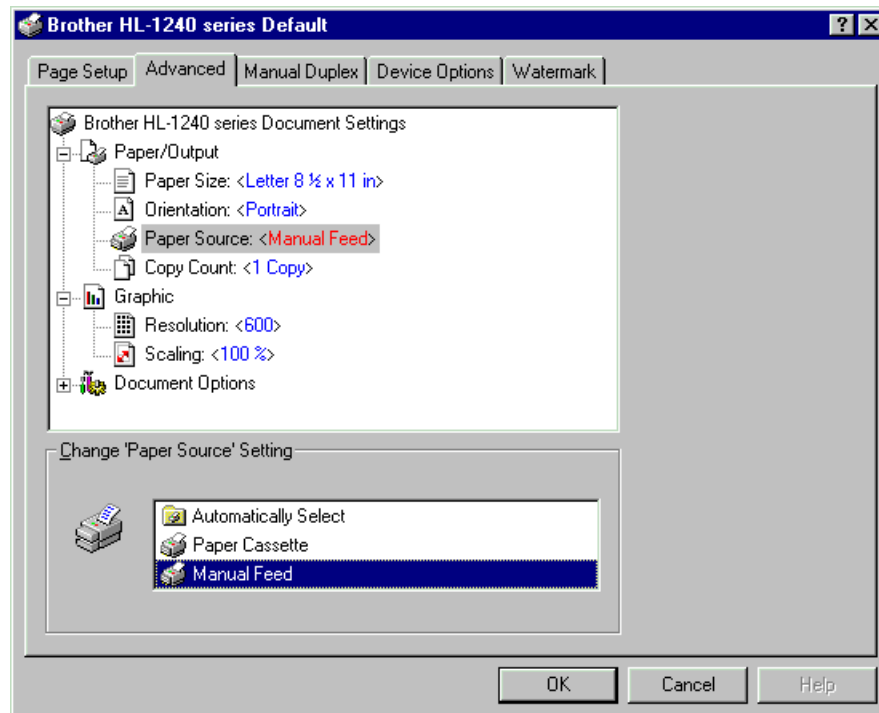 Brother HL-1240 series Default
Page Setup Advanced Manual Duplex Device Options Watermark
Brother HL-1240 series Document Settings
Paper/Output
Paper Size: <Letter 8 ½ x 11 in>
Orientation: <Portrait>
Paper Source: <Manual Feed>
Copy Count: <1 Copy>
Graphic
Resolution: <600>
Scaling: <100 %>
Document Options
Change 'Paper Source' Setting
Automatically Select
Paper Cassette
Manual Feed
OK Cancel Help